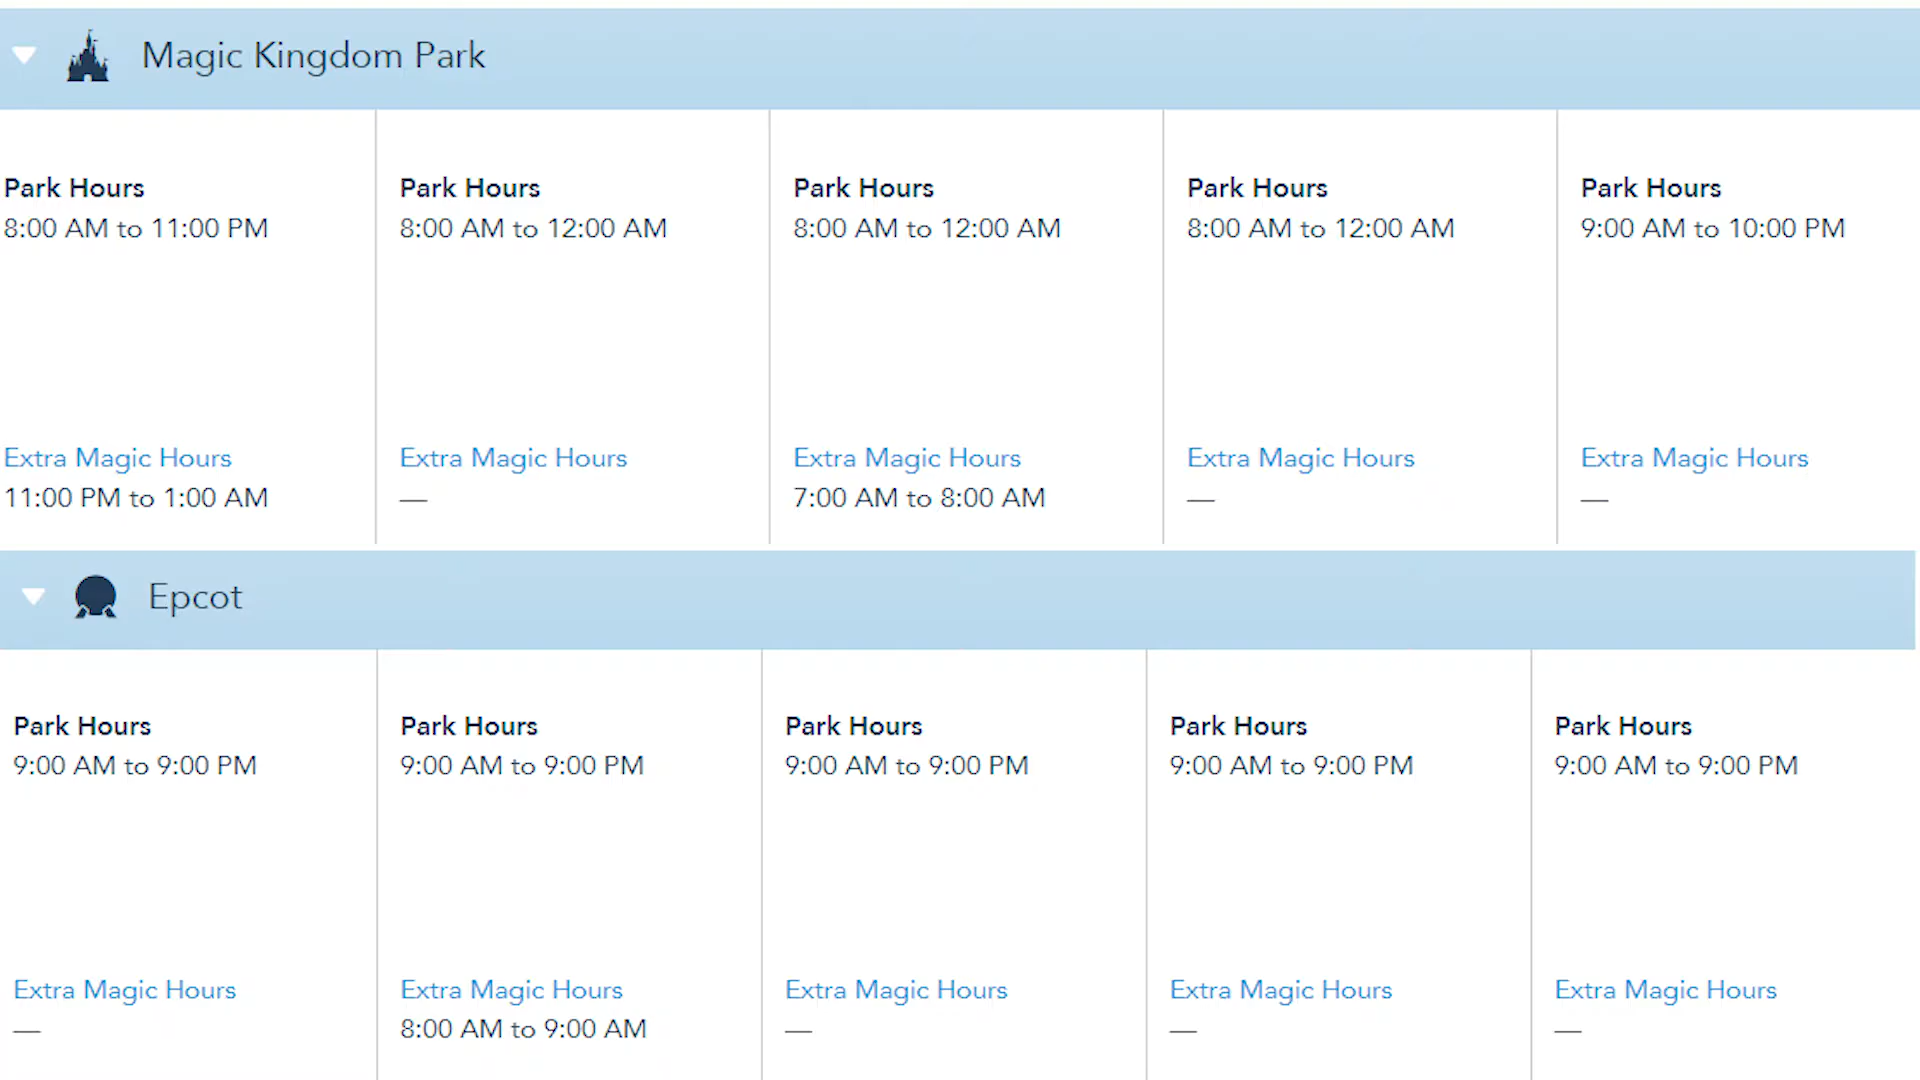 Magic Kingdom Park
Park Hours
8:00 AM to 11:00 PM
Extra Magic Hours
11:00 PM to 1:00 AM
Park Hours
8:00 AM to 12:00 AM
Extra Magic Hours
—
Park Hours
8:00 AM to 12:00 AM
Extra Magic Hours
7:00 AM to 8:00 AM
Park Hours
8:00 AM to 12:00 AM
Extra Magic Hours
—
Park Hours
9:00 AM to 10:00 PM
Extra Magic Hours
—
Epcot
Park Hours
9:00 AM to 9:00 PM
Extra Magic Hours
—
Park Hours
9:00 AM to 9:00 PM
Extra Magic Hours
8:00 AM to 9:00 AM
Park Hours
9:00 AM to 9:00 PM
Extra Magic Hours
—
Park Hours
9:00 AM to 9:00 PM
Extra Magic Hours
—
Park Hours
9:00 AM to 9:00 PM
Extra Magic Hours
—